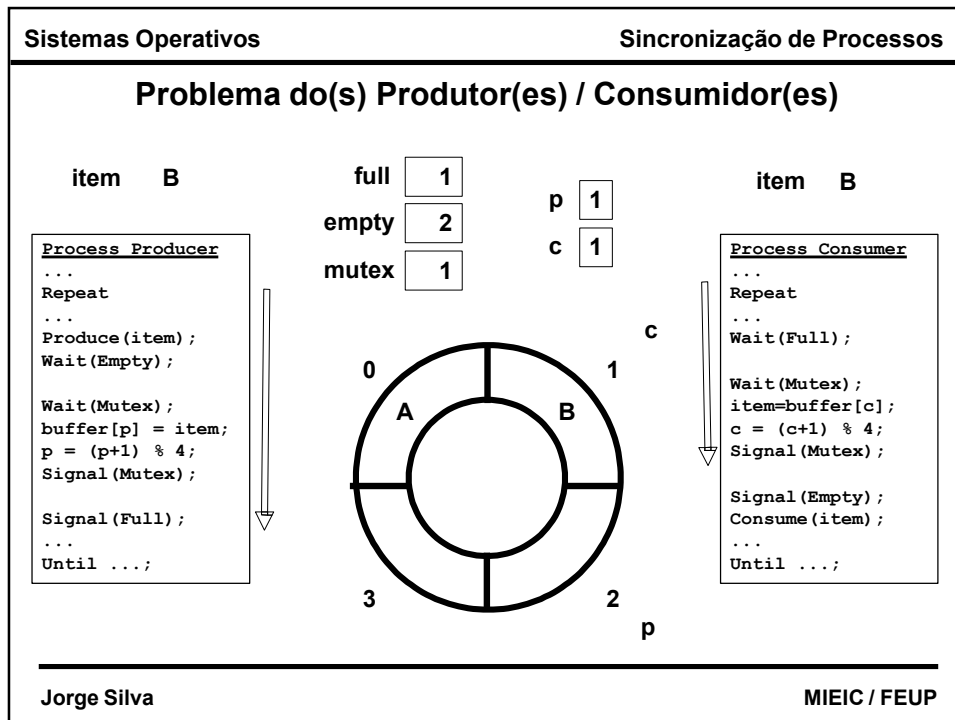 Sistemas Operativos
Sincronização de Processos
Problema do(s) Produtor(es) / Consumidor(es)
item B
full 1
empty 2
mutex 1
p 1
c 1
item B
Process Producer
...
Repeat
...
Produce(item);
Wait(Empty);
Wait(Mutex);
buffer[p] = item;
p = (p+1) % 4;
Signal(Mutex);
Signal(Full);
...
Until ...;
c
0
1
A
B
3
2
p
Process Consumer
...
Repeat
...
Wait(Full);
Wait(Mutex);
item=buffer[c];
c = (c+1) % 4;
Signal(Mutex);
Signal(Empty);
Consume(item);
...
Until ...;
Jorge Silva
MIEIC / FEUP